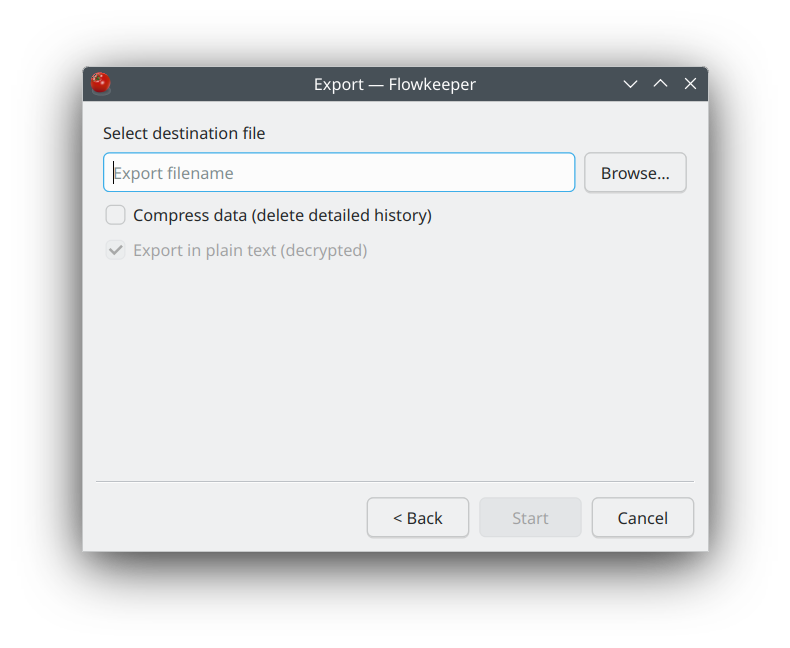 Export — Flowkeeper
Select destination file
Export filename
Browse...
Compress data (delete detailed history)
Export in plain text (decrypted)
< Back
Start
Cancel